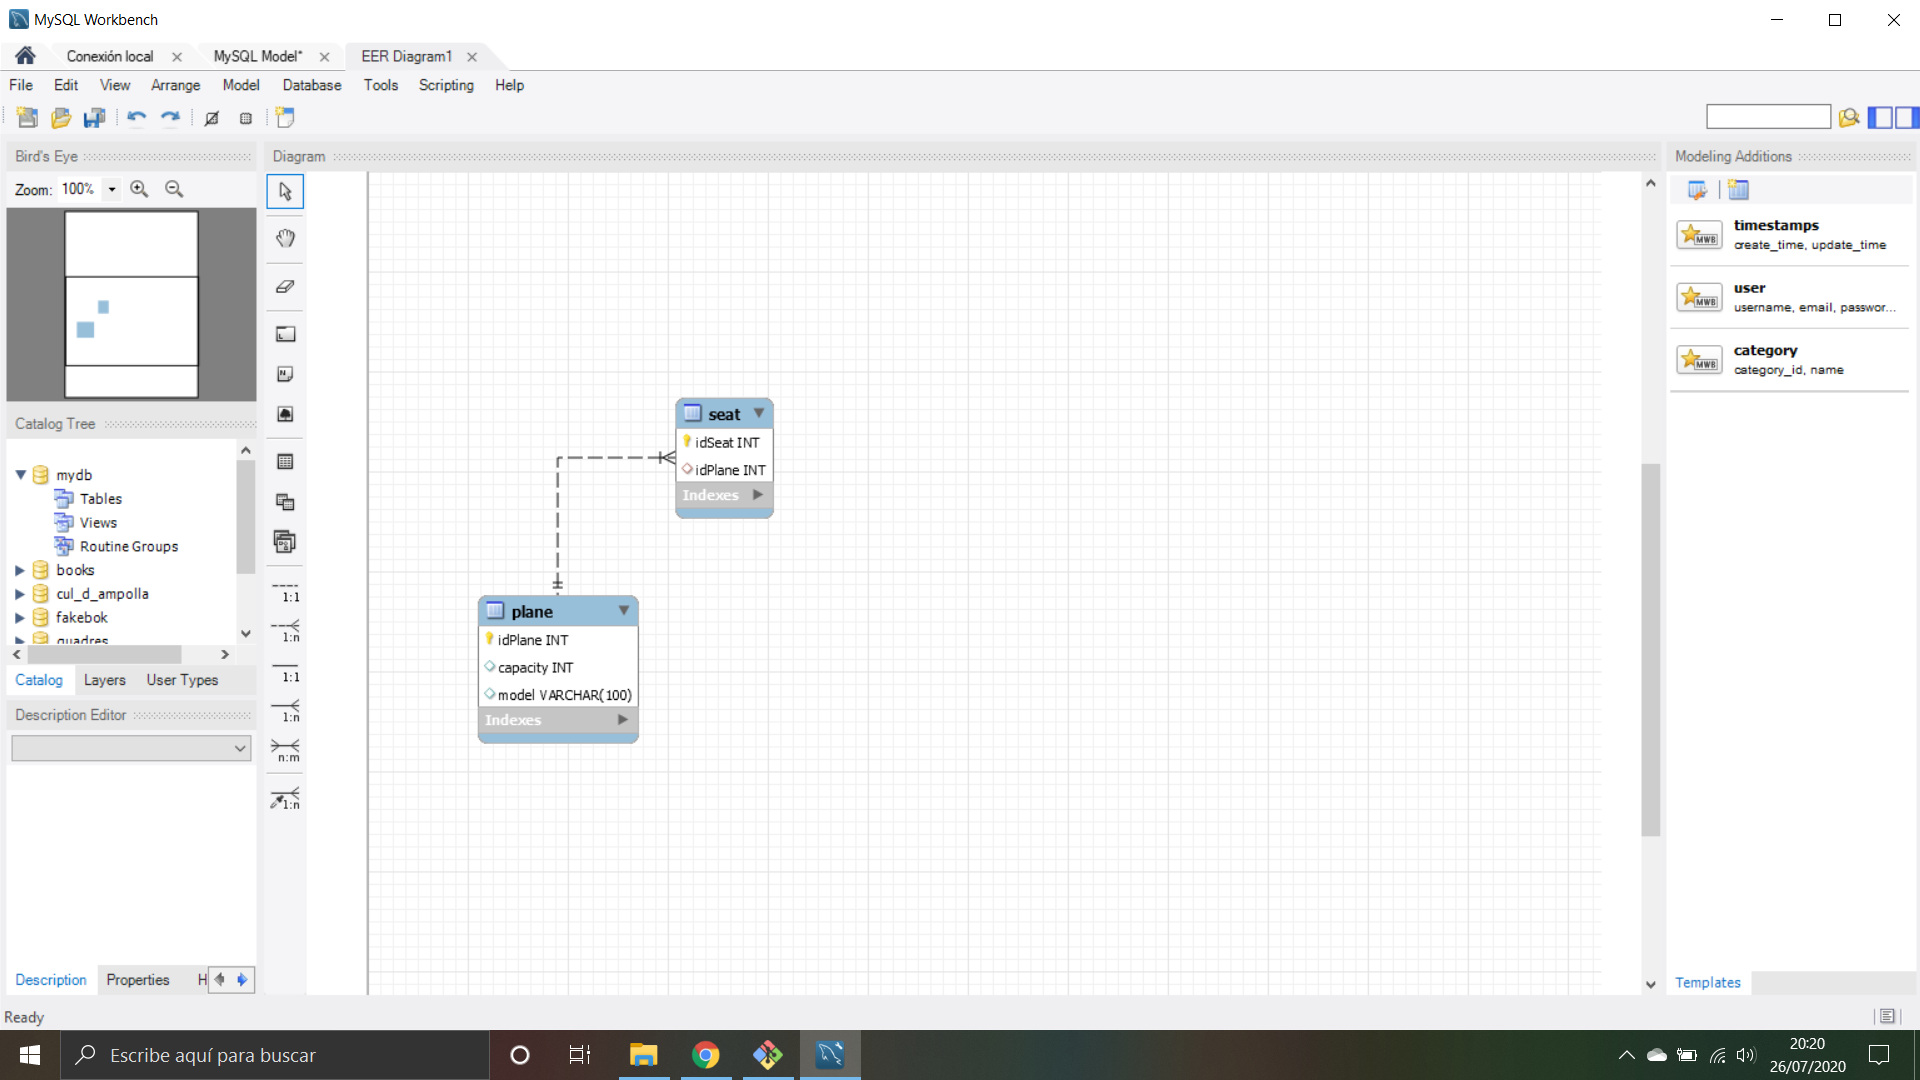 MySQL Workbench
Conexión local
MySQL Model*
EER Diagram1
File Edit View Arrange Model Database Tools Scripting Help
Bird's Eye
Zoom: 100%
Catalog Tree
mydb
Tables
Views
Routine Groups
books
cul_d_ampolla
fakebok
quadres
Catalog Layers User Types
Description Editor
Description Properties H
Ready
Diagram
1:1
1:n
1:1
1:n
n:m
1:n
seat
idSeat INT
idPlane INT
Indexes
plane
idPlane INT
capacity INT
model VARCHAR(100)
Indexes
Modeling Additions
MWB
timestamps
create_time, update_time
MWB
user
username, email, passwor...
MWB
category
category_id, name
Templates
Escribe aquí para buscar
20:20
26/07/2020